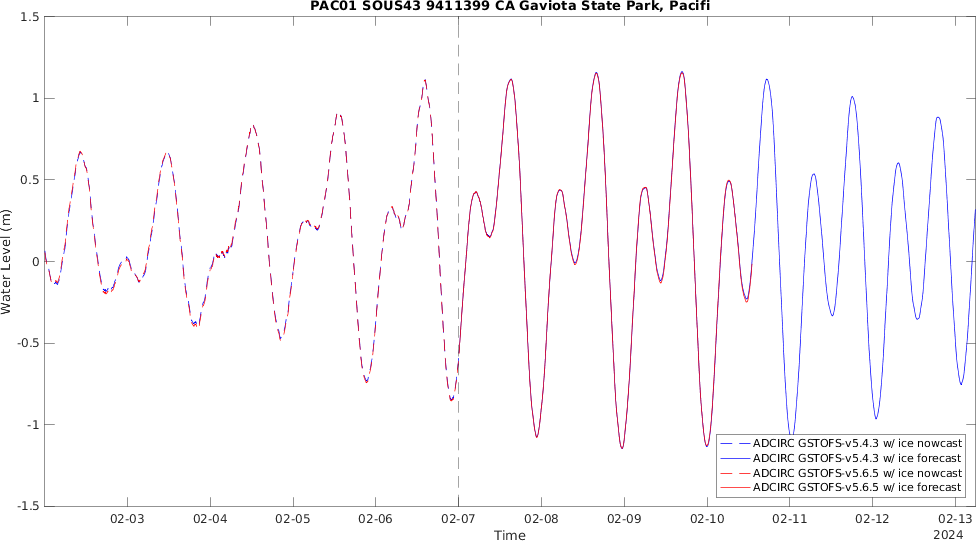 PAC01 SOUS43 9411399 CA Gaviota State Park, Pacifi
1.5
1
0.5
0
-0.5
-1
-1.5
Water Level (m)
ADCIRC GSTOFS-v5.4.3 w/ ice nowcast
ADCIRC GSTOFS-v5.4.3 w/ ice forecast
ADCIRC GSTOFS-v5.6.5 w/ ice nowcast
ADCIRC GSTOFS-v5.6.5 w/ ice forecast
02-03 02-04 02-05 02-06 02-07 02-08 02-09 02-10 02-11 02-12 02-13
Time
2024